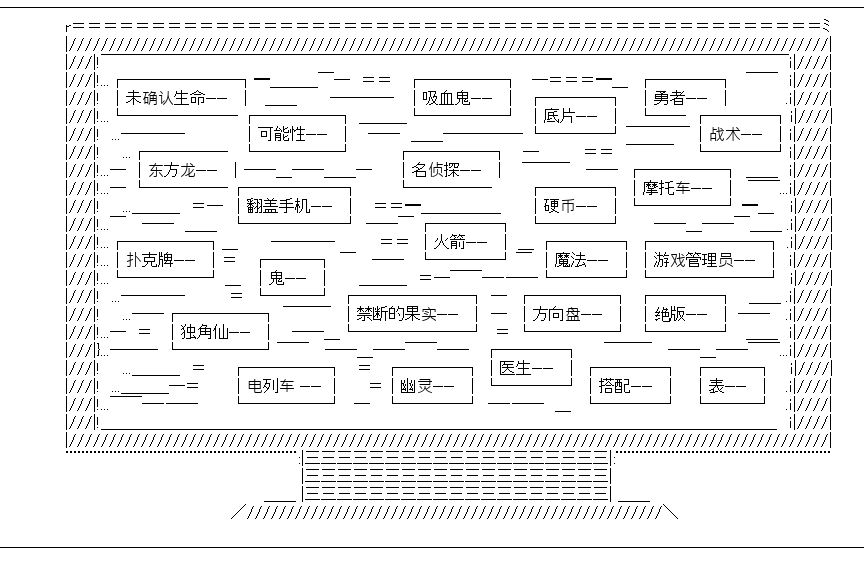 未确认生命——
吸血鬼——
勇者——
底片——
可能性——
战术——
东方龙——
名侦探——
摩托车——
翻盖手机——
硬币——
火箭——
扑克牌——
魔法——
游戏管理员——
鬼——
禁断的果实——
方向盘——
绝版——
独角仙——
医生——
电列车 ——
幽灵——
搭配——
表——